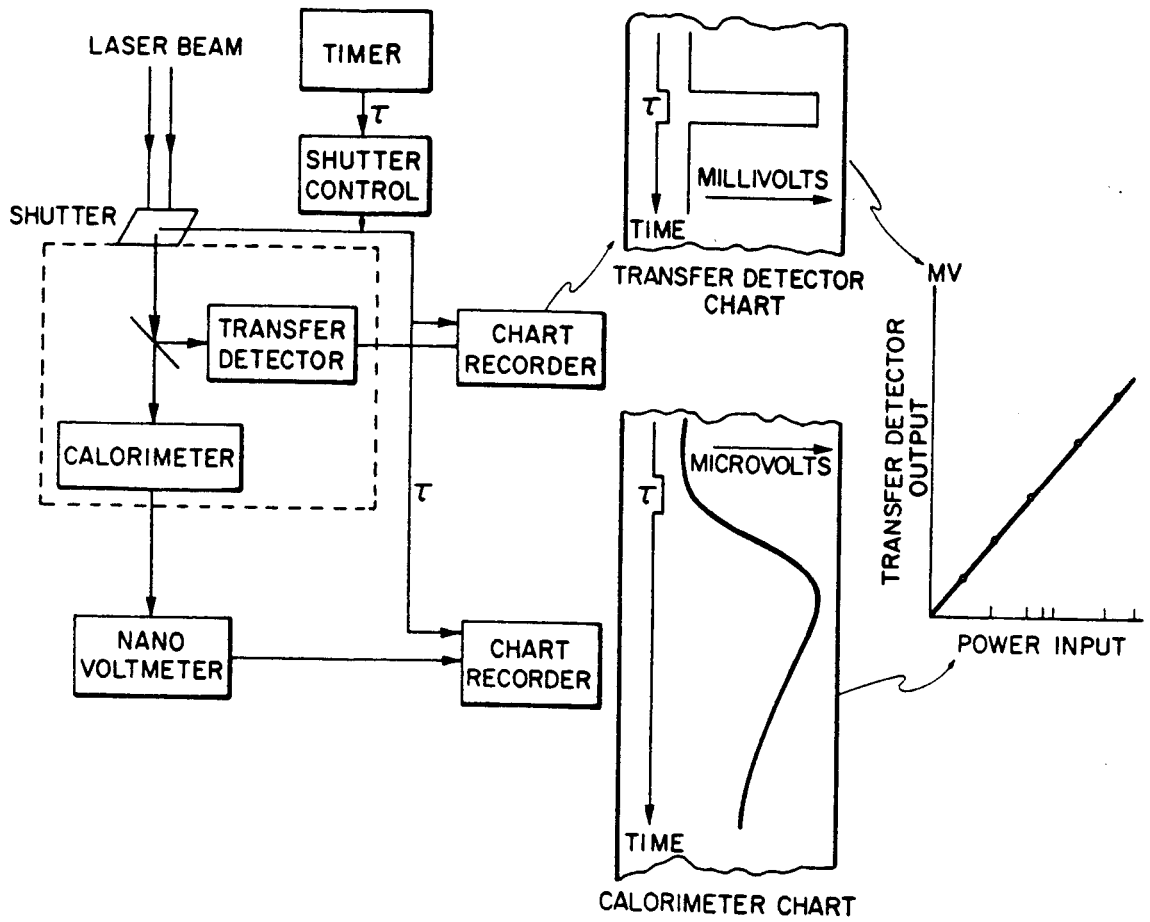 LASER BEAM
TIMER
τ
SHUTTER
CONTROL
SHUTTER
TRANSFER
DETECTOR
CHART
RECORDER
CALORIMETER
τ
NANO
VOLTMETER
CHART
RECORDER
τ
MILLIVOLTS
TIME
TRANSFER DETECTOR
CHART
MICROVOLTS
τ
TIME
CALORIMETER CHART
MV
TRANSFER DETECTOR
OUTPUT
POWER INPUT